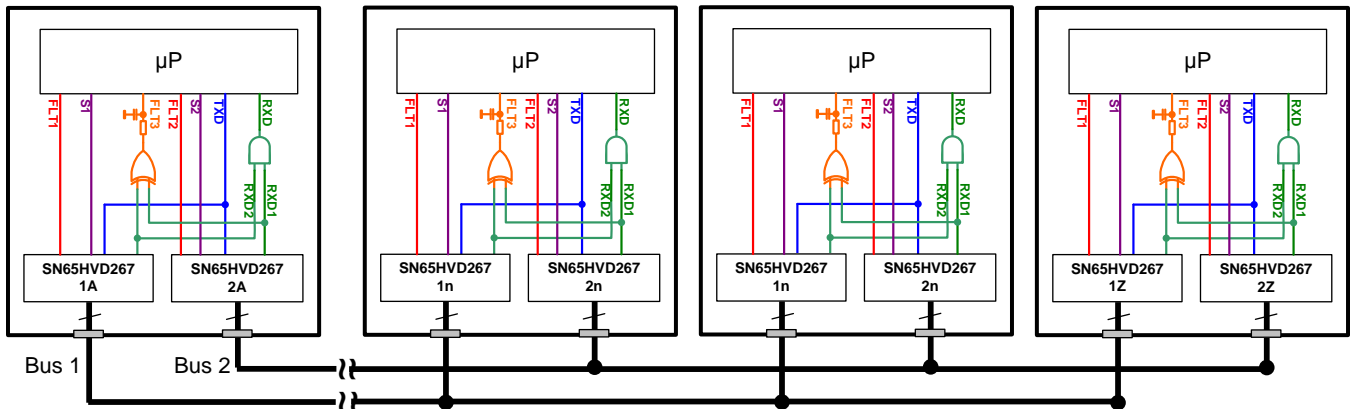 µP
FLT1
S1
FLT3
FLT2
S2
TXD
RXD
RXD2
RXD1
SN65HVD267
1A
SN65HVD267
2A
µP
FLT1
S1
FLT3
FLT2
S2
TXD
RXD
RXD2
RXD1
SN65HVD267
1n
SN65HVD267
2n
µP
FLT1
S1
FLT3
FLT2
S2
TXD
RXD
RXD2
RXD1
SN65HVD267
1n
SN65HVD267
2n
µP
FLT1
S1
FLT3
FLT2
S2
TXD
RXD
RXD2
RXD1
SN65HVD267
1Z
SN65HVD267
2Z
Bus 1
Bus 2